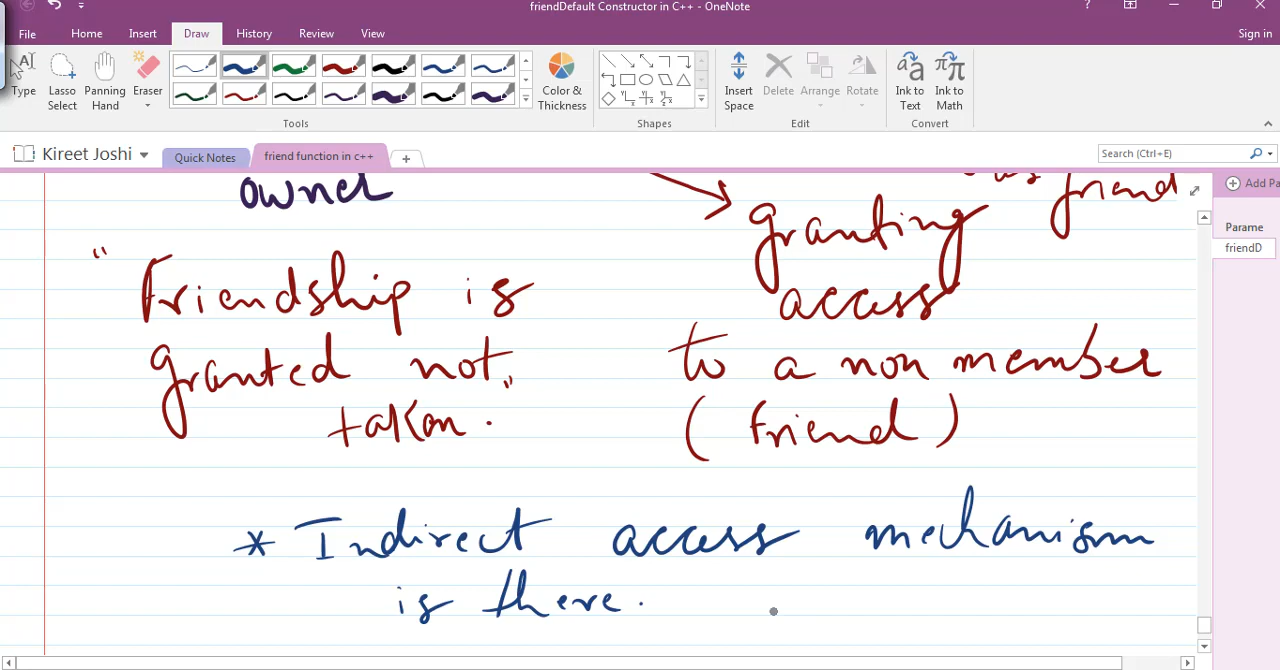 friendDefault Constructor in C++ - OneNote
?
File Home Insert Draw History Review View
Sign in
Type
Lasso Select
Panning Hand
Eraser
Color & Thickness
Insert Space
Delete
Arrange
Rotate
Ink to Text
Ink to Math
Tools
Shapes
Edit
Convert
Kireet Joshi
Quick Notes
friend function in c++
Search (Ctrl+E)
Add Pa
Parame
friendD
owner
as friend
granting
access
to a non member
(friend)
"Friendship is
granted not"
taken.
* Indirect access mechanism
is there.